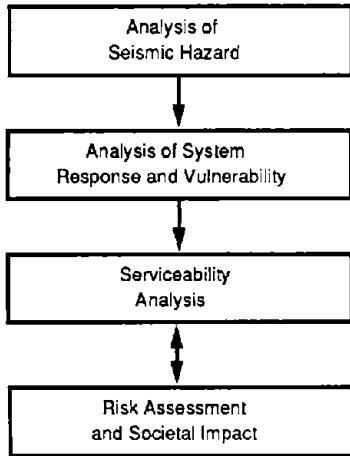 Analysis of
Seismic Hazard
Analysis of System
Response and Vulnerability
Serviceability
Analysis
Risk Assessment
and Societal Impact